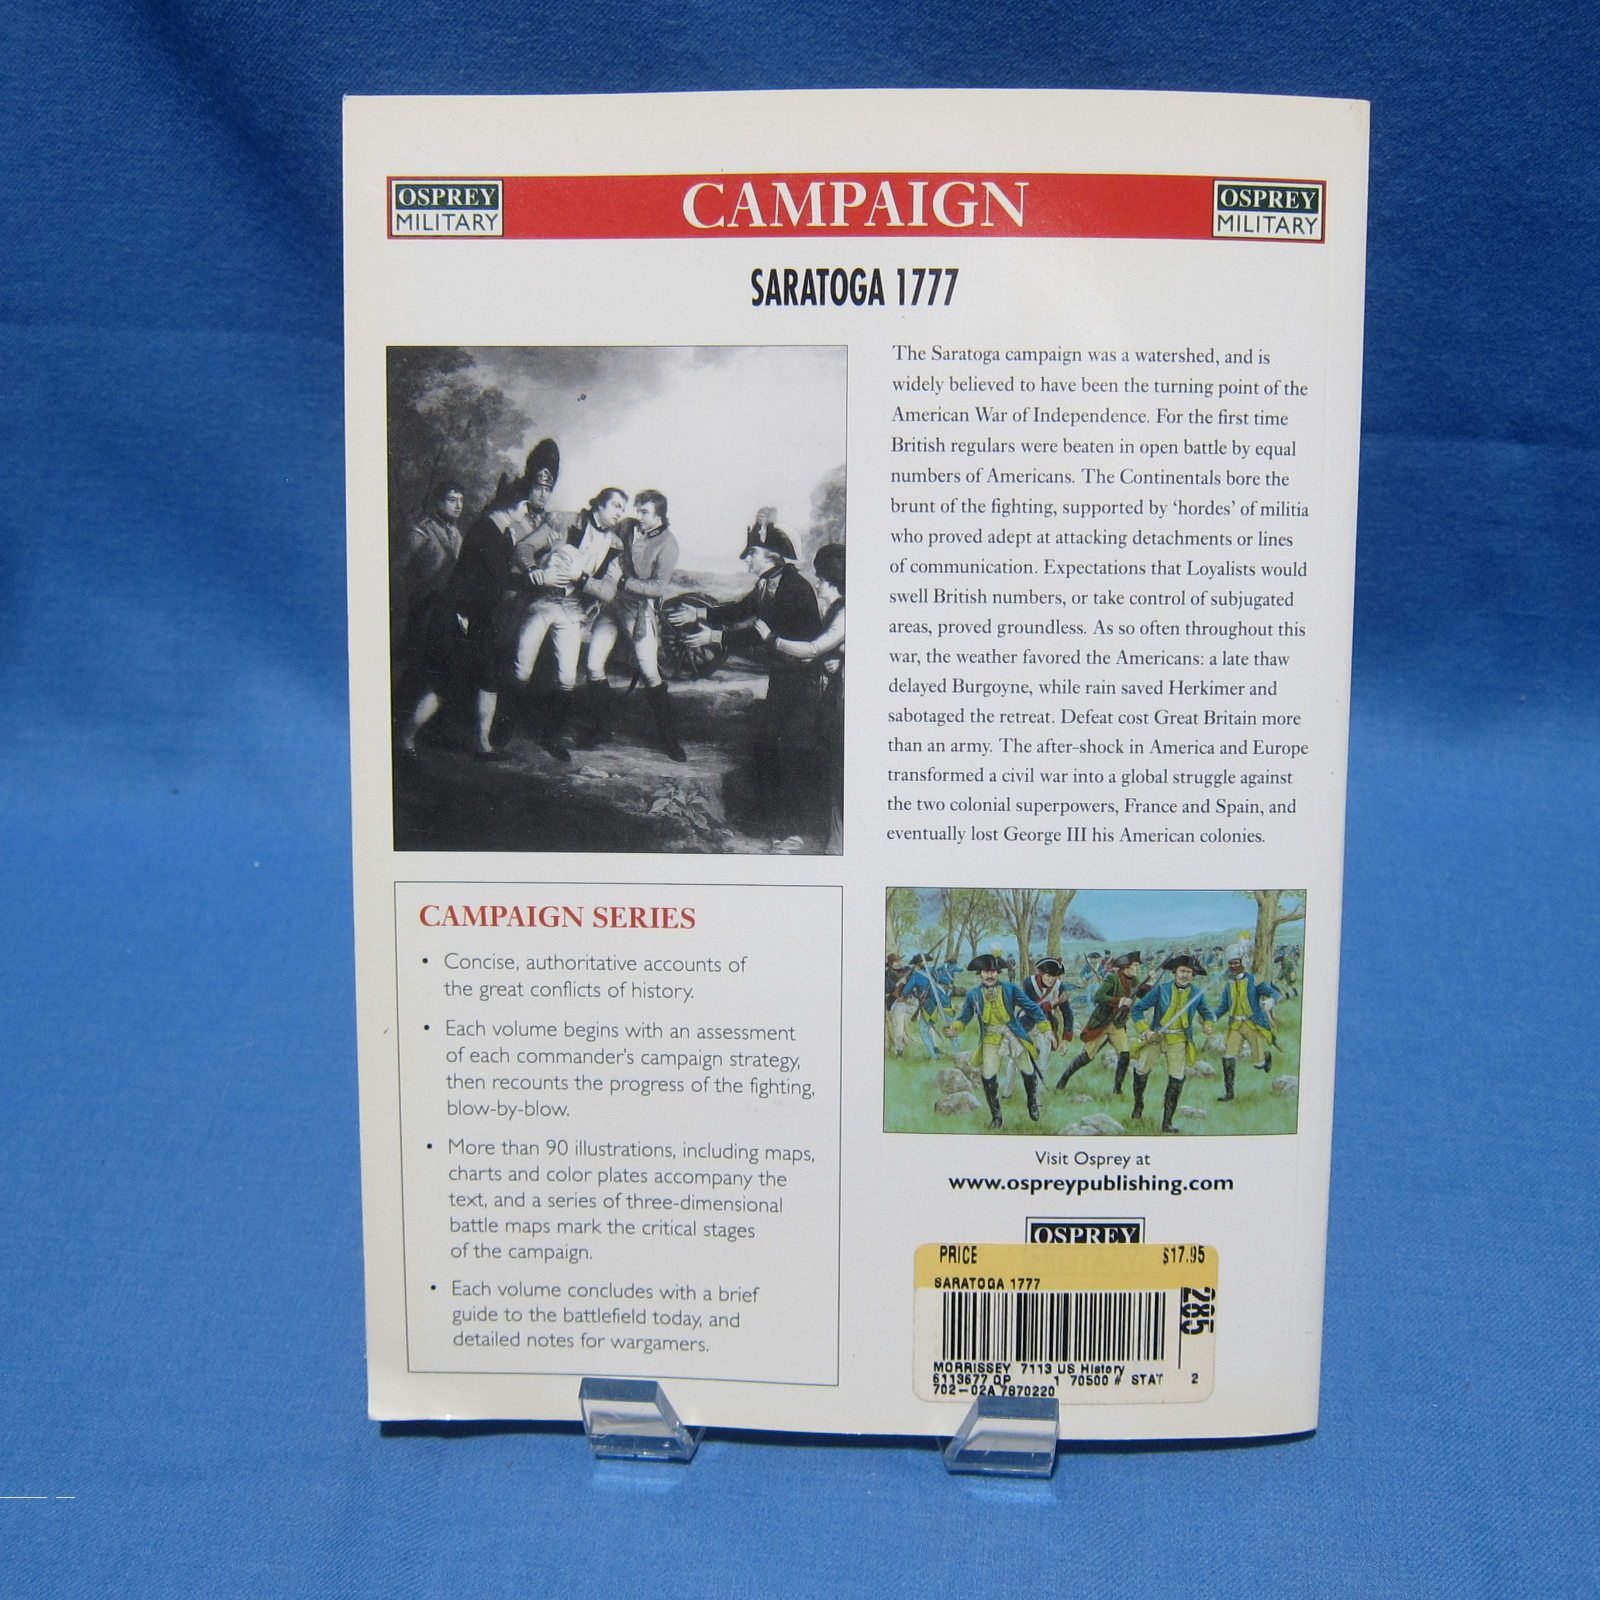 OSPREY
MILITARY
CAMPAIGN
OSPREY
MILITARY
SARATOGA 1777
The Saratoga campaign was a watershed, and is
widely believed to have been the turning point of the
American War of Independence. For the first time
British regulars were beaten in open battle by equal
numbers of Americans. The Continentals bore the
brunt of the fighting, supported by ‘hordes’ of militia
who proved adept at attacking detachments or lines
of communication. Expectations that Loyalists would
swell British numbers, or take control of subjugated
areas, proved groundless. As so often throughout this
war, the weather favored the Americans: a late thaw
delayed Burgoyne, while rain saved Herkimer and
sabotaged the retreat. Defeat cost Great Britain more
than an army. The after-shock in America and Europe
transformed a civil war into a global struggle against
the two colonial superpowers, France and Spain, and
eventually lost George III his American colonies.
CAMPAIGN SERIES
• Concise, authoritative accounts of
the great conflicts of history.
• Each volume begins with an assessment
of each commander's campaign strategy,
then recounts the progress of the fighting,
blow-by-blow.
• More than 90 illustrations, including maps,
charts and color plates accompany the
text, and a series of three-dimensional
battle maps mark the critical stages
of the campaign.
• Each volume concludes with a brief
guide to the battlefield today, and
detailed notes for wargamers.
Visit Osprey at
www.ospreypublishing.com
OSPREY
PRICE $17.95
SARATOGA 1777
285
MORRISSEY 7113 US History
6113677 QP 1 70500 # STAT 2
702-02A 7870220